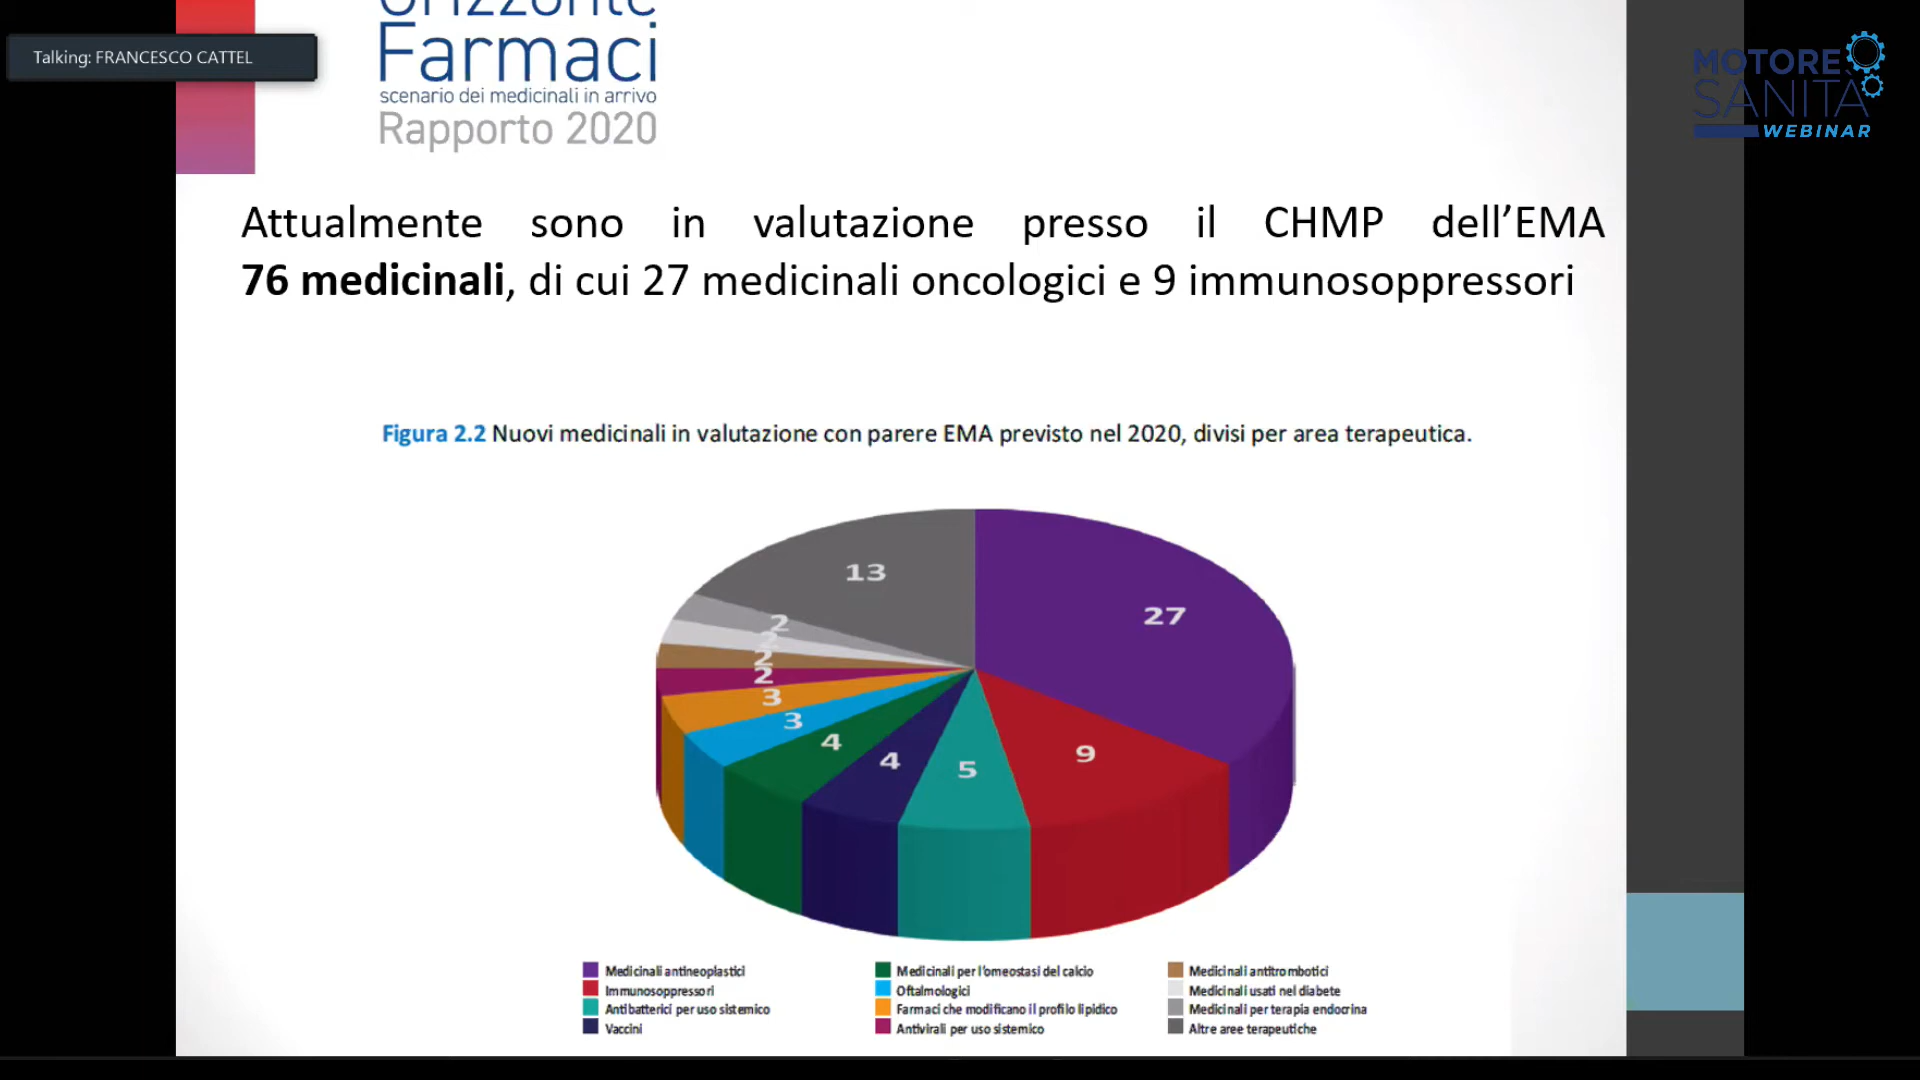 Talking: FRANCESCO CATTEL
Orizzonte
Farmaci
scenario dei medicinali in arrivo
Rapporto 2020
MOTORE
SANITÀ
WEBINAR
Attualmente sono in valutazione presso il CHMP dell’EMA
76 medicinali, di cui 27 medicinali oncologici e 9 immunosoppressori
Figura 2.2 Nuovi medicinali in valutazione con parere EMA previsto nel 2020, divisi per area terapeutica.
13
27
2
2
2
2
3
3
4
4
5
9
Medicinali antineoplastici
Immunosoppressori
Antibatterici per uso sistemico
Vaccini
Medicinali per l'omeostasi del calcio
Oftalmologici
Farmaci che modificano il profilo lipidico
Antivirali per uso sistemico
Medicinali antitrombotici
Medicinali usati nel diabete
Medicinali per terapia endocrina
Altre aree terapeutiche